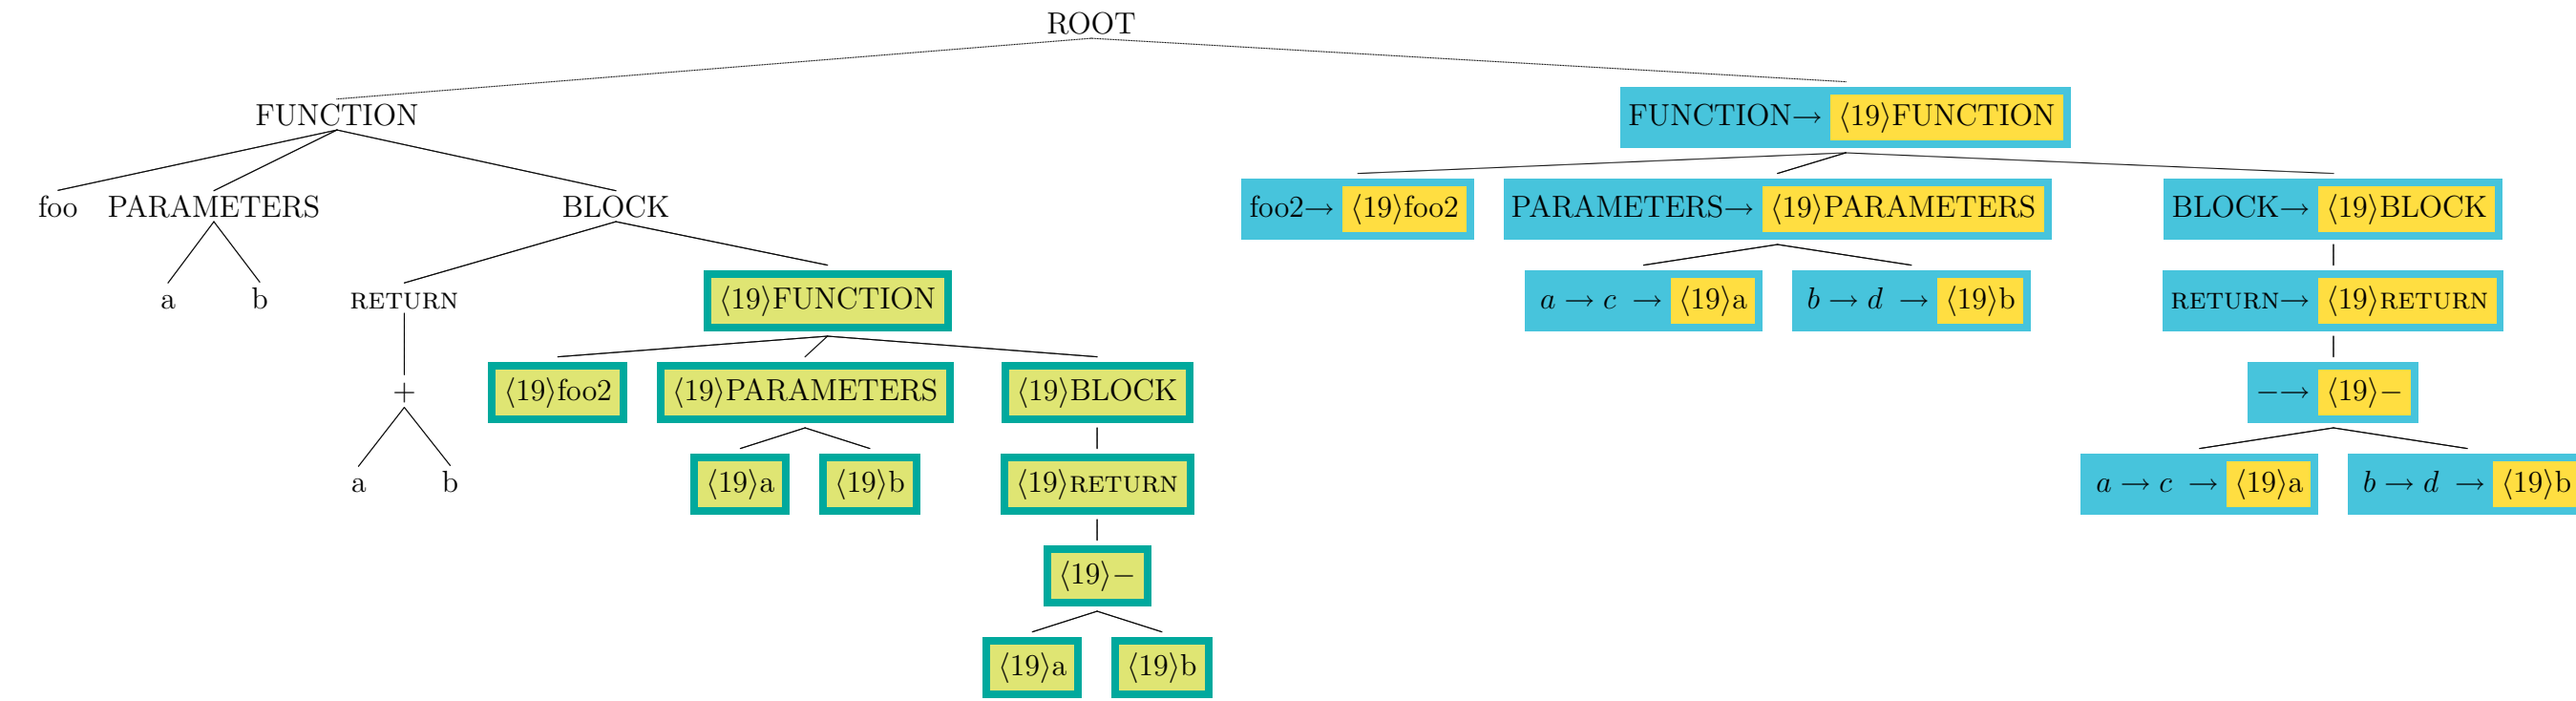 ROOT
FUNCTION FUNCTION→ ⟨19⟩FUNCTION
foo PARAMETERS BLOCK foo2→ ⟨19⟩foo2 PARAMETERS→ ⟨19⟩PARAMETERS BLOCK→ ⟨19⟩BLOCK
a b RETURN ⟨19⟩FUNCTION a → c → ⟨19⟩a b → d → ⟨19⟩b RETURN→ ⟨19⟩RETURN
+ ⟨19⟩foo2 ⟨19⟩PARAMETERS ⟨19⟩BLOCK −→ ⟨19⟩−
a b ⟨19⟩a ⟨19⟩b ⟨19⟩RETURN a → c → ⟨19⟩a b → d → ⟨19⟩b
⟨19⟩−
⟨19⟩a ⟨19⟩b